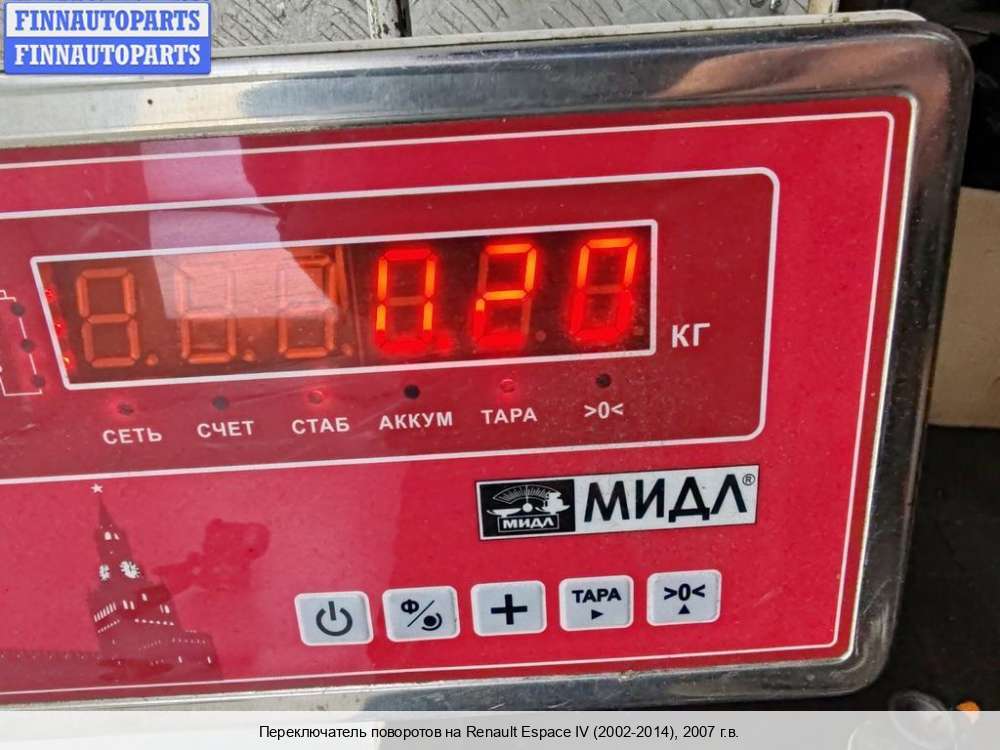 FINNAUTOPARTS
FINNAUTOPARTS
0.20
КГ
СЕТЬ СЧЕТ СТАБ АККУМ ТАРА >0<
МИДЛ МИДЛ®
Ф ТАРА >0<
Переключатель поворотов на Renault Espace IV (2002-2014), 2007 г.в.